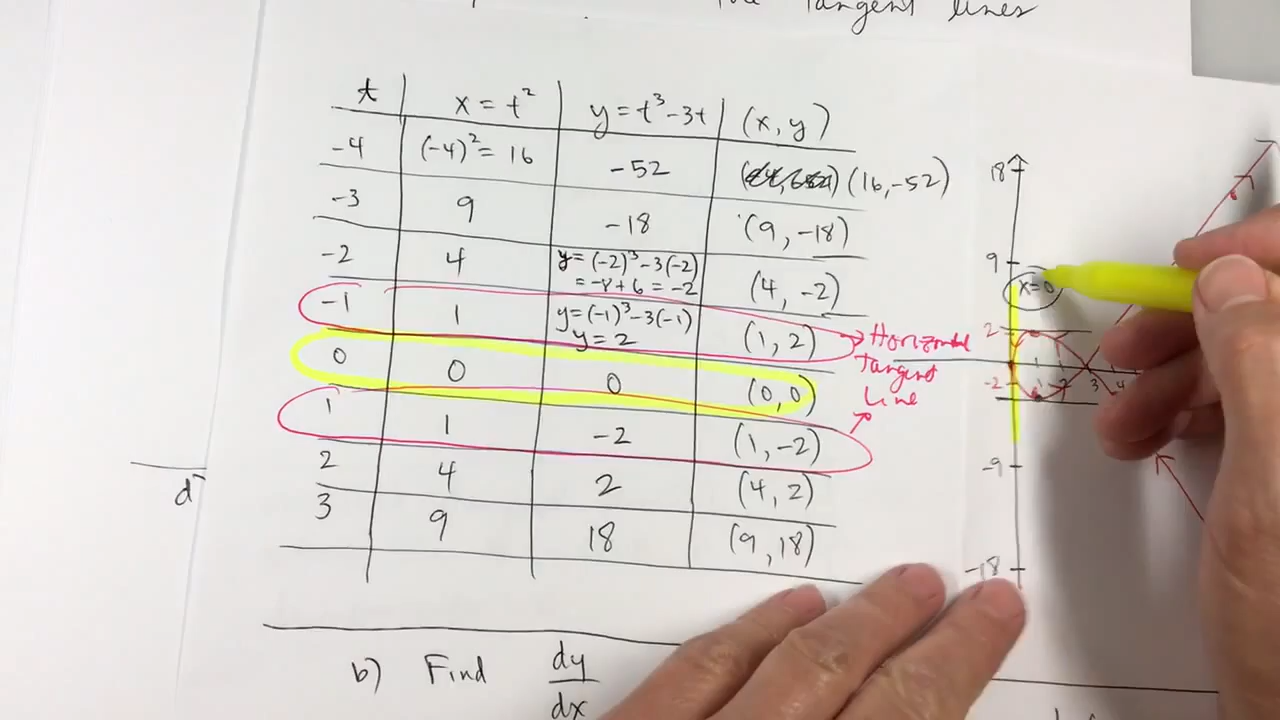 the Tangent lines
t x = t² y = t³ - 3t (x, y)
-4 (-4)² = 16 -52 (16, -52)
-3 9 -18 (9, -18)
-2 4 y = (-2)³ - 3(-2) = -8 + 6 = -2 (4, -2)
-1 1 y = (-1)³ - 3(-1) y = 2 (1, 2)
0 0 0 (0, 0)
1 1 -2 (1, -2)
2 4 2 (4, 2)
3 9 18 (9, 18)
Horizontal
Tangent
Line
18
9
x=0
2
-2 1 2 3 4
-9
-18
d
b) Find dy
dx